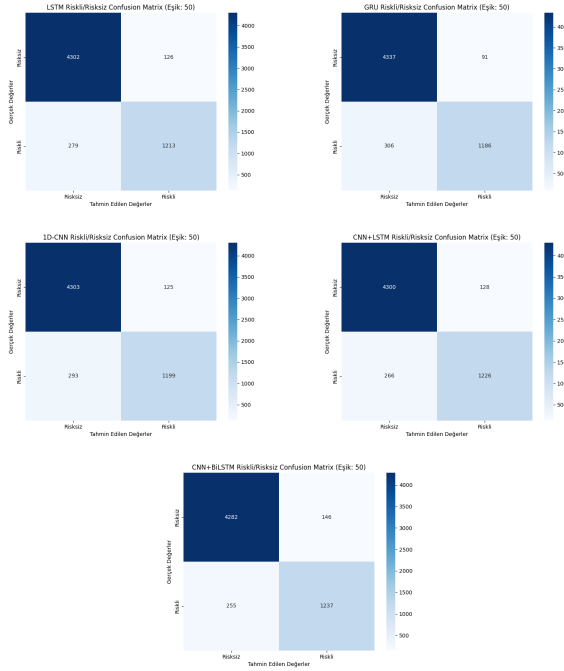 LSTM Riskli/Risksiz Confusion Matrix (Eşik: 50)
Gerçek Değerler
Risksiz
Riskli
4302
126
279
1213
Risksiz
Riskli
Tahmin Edilen Değerler
4000
3500
3000
2500
2000
1500
1000
500
GRU Riskli/Risksiz Confusion Matrix (Eşik: 50)
Gerçek Değerler
Risksiz
Riskli
4337
91
306
1186
Risksiz
Riskli
Tahmin Edilen Değerler
40
35
30
25
20
15
10
5
1D-CNN Riskli/Risksiz Confusion Matrix (Eşik: 50)
Gerçek Değerler
Risksiz
Riskli
4303
125
293
1199
Risksiz
Riskli
Tahmin Edilen Değerler
4000
3500
3000
2500
2000
1500
1000
500
CNN+LSTM Riskli/Risksiz Confusion Matrix (Eşik: 50)
Gerçek Değerler
Risksiz
Riskli
4300
128
266
1226
Risksiz
Riskli
Tahmin Edilen Değerler
40
35
30
25
20
15
10
5
CNN+BiLSTM Riskli/Risksiz Confusion Matrix (Eşik: 50)
Gerçek Değerler
Risksiz
Riskli
4282
146
255
1237
Risksiz
Riskli
Tahmin Edilen Değerler
4000
3500
3000
2500
2000
1500
1000
500